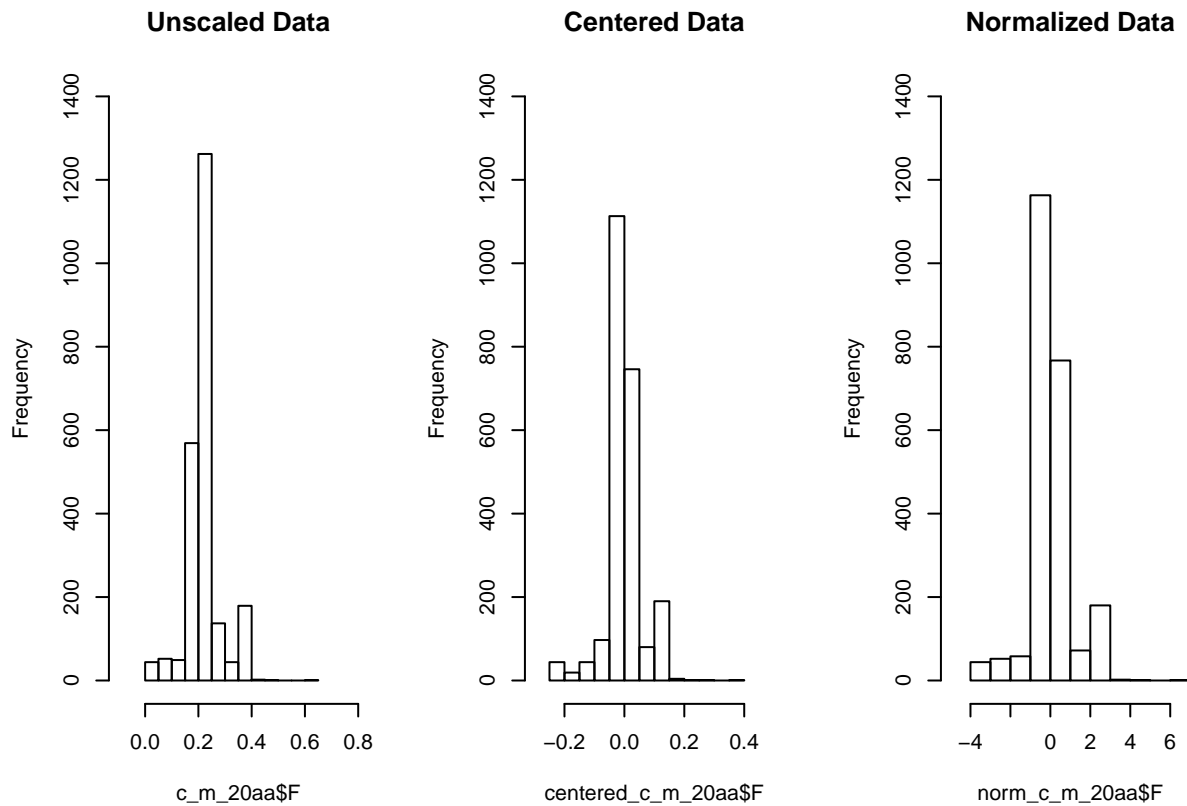 Unscaled Data
Frequency
0 200 400 600 800 1000 1200 1400
0.0 0.2 0.4 0.6 0.8
c_m_20aa$F
Centered Data
Frequency
0 200 400 600 800 1000 1200 1400
−0.2 0.0 0.2 0.4
centered_c_m_20aa$F
Normalized Data
Frequency
0 200 400 600 800 1000 1200 1400
−4 0 2 4 6
norm_c_m_20aa$F